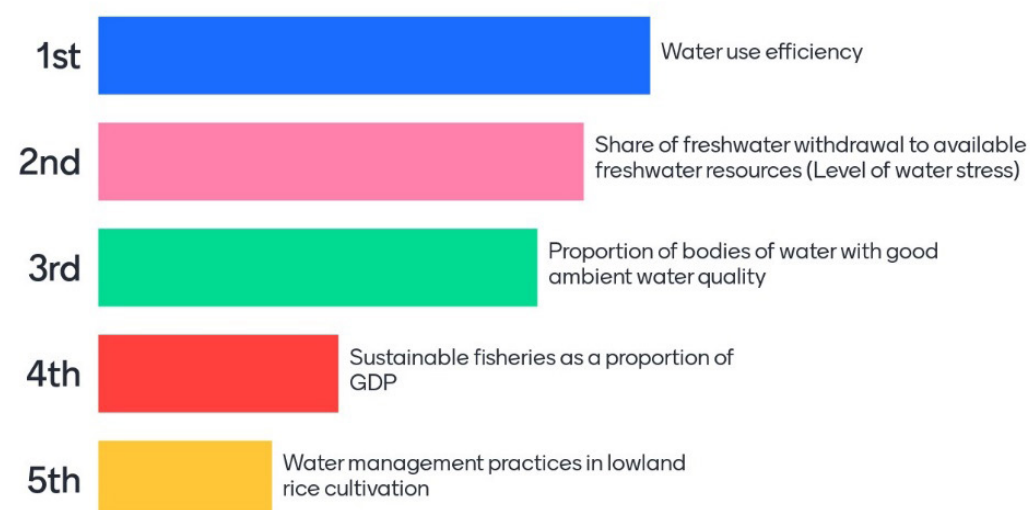 1st
Water use efficiency
2nd
Share of freshwater withdrawal to available
freshwater resources (Level of water stress)
3rd
Proportion of bodies of water with good
ambient water quality
4th
Sustainable fisheries as a proportion of
GDP
5th
Water management practices in lowland
rice cultivation